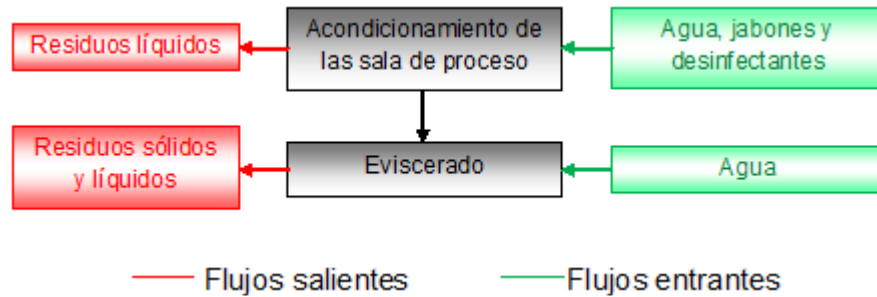 Residuos líquidos
Acondicionamiento de
las sala de proceso
Agua, jabones y
desinfectantes
Residuos sólidos
y líquidos
Eviscerado
Agua
Flujos salientes
Flujos entrantes